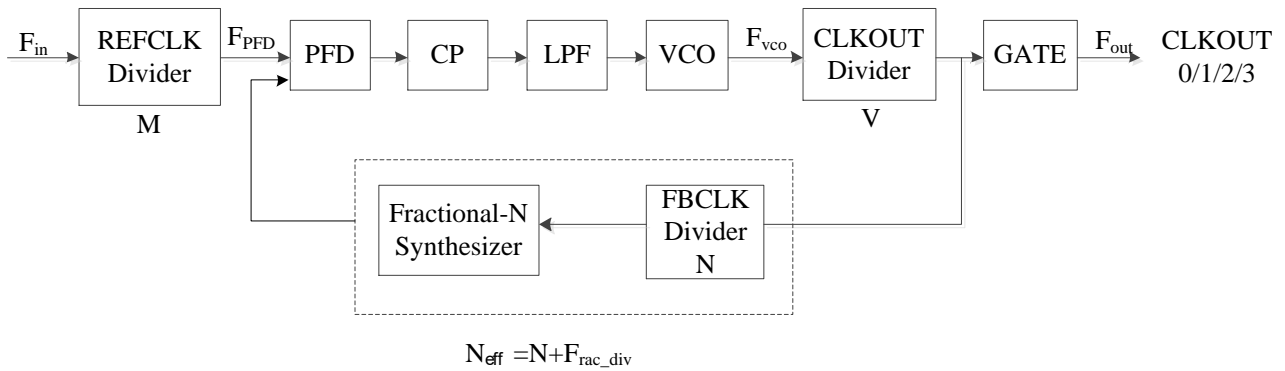 F_in
REFCLK
Divider
M
F_PFD
PFD
CP
LPF
VCO
F_vco
CLKOUT
Divider
V
GATE
F_out
CLKOUT
0/1/2/3
Fractional-N
Synthesizer
FBCLK
Divider
N
N_eff =N+F_rac_div